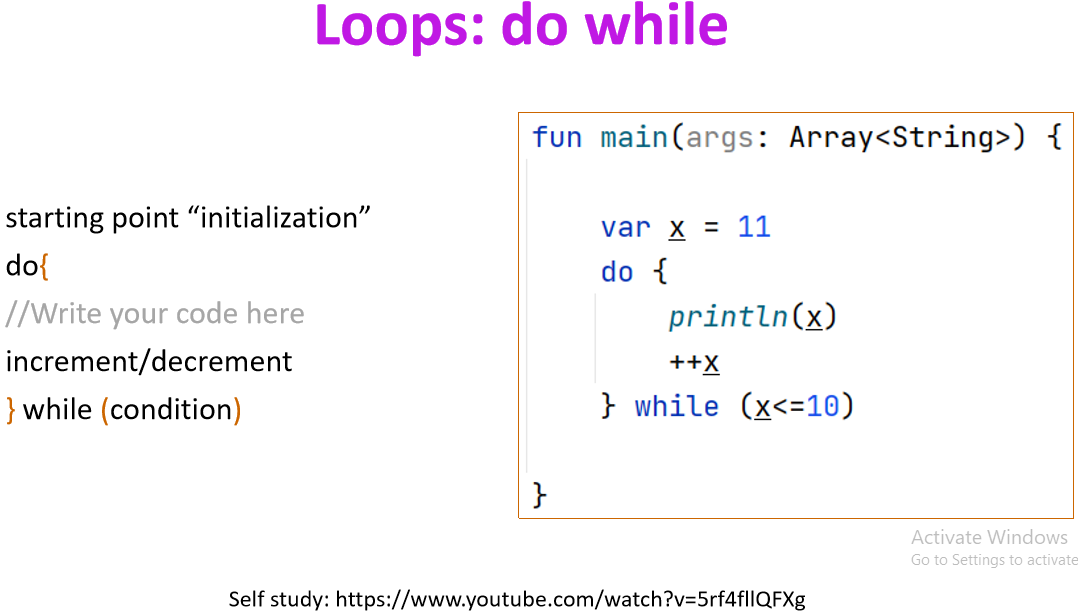 Loops: do while
starting point “initialization”
do{
//Write your code here
increment/decrement
} while (condition)
fun main(args: Array<String>) {
var x = 11
do {
println(x)
++x
} while (x<=10)
}
Activate Windows
Go to Settings to activate
Self study: https://www.youtube.com/watch?v=5rf4fllQFXg